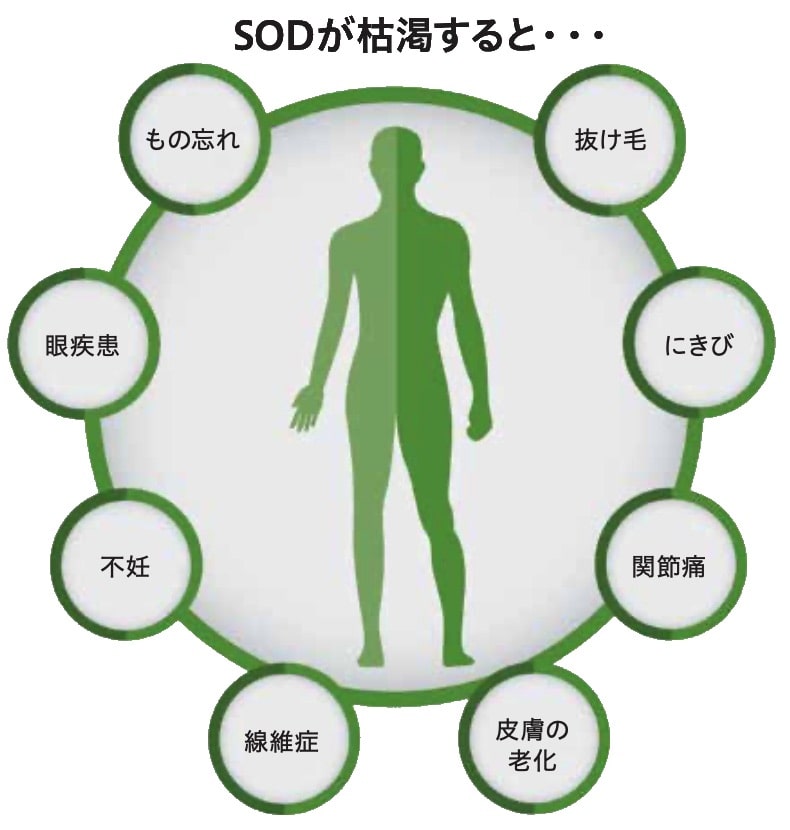 SODが枯渇すると・・・
もの忘れ
抜け毛
眼疾患
にきび
不妊
関節痛
線維症
皮膚の
老化